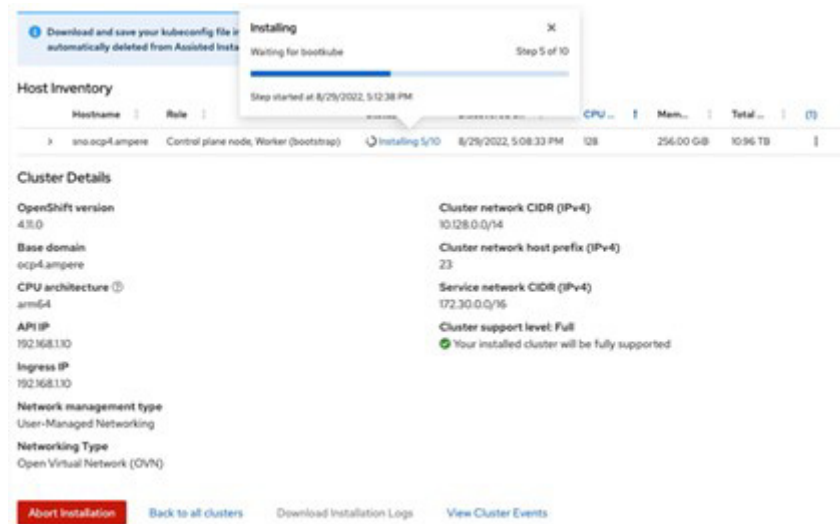 Download and save your kubeconfig file in
automatically deleted from Assisted Insta
Installing
Waiting for bootkube Step 5 of 10
Step started at 8/29/2022, 5:12:38 PM
Host Inventory
Hostname Role CPU ... Mem... Total ... (1)
sno.ocp4.ampere Control plane node, Worker (bootstrap) Installing 5/10 8/29/2022, 5:08:33 PM 128 256.00 GiB 10.96 TB
Cluster Details
OpenShift version
4.11.0
Base domain
ocp4.ampere
CPU architecture
arm64
API IP
192.168.1.10
Ingress IP
192.168.1.10
Network management type
User-Managed Networking
Networking Type
Open Virtual Network (OVN)
Cluster network CIDR (IPv4)
10.128.0.0/14
Cluster network host prefix (IPv4)
23
Service network CIDR (IPv4)
172.30.0.0/16
Cluster support level: Full
Your installed cluster will be fully supported
Abort Installation Back to all clusters Download Installation Logs View Cluster Events